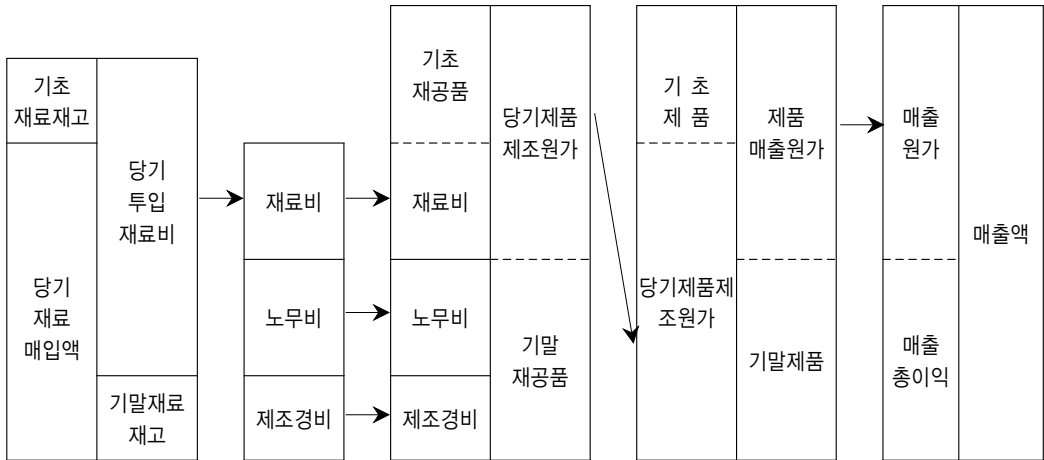 기초
재료재고
당기
재료
매입액
당기
투입
재료비
기말재료
재고
재료비
노무비
제조경비
기초
재공품
재료비
노무비
제조경비
당기제품
제조원가
기말
재공품
기 초
제 품
당기제품제
조원가
제품
매출원가
기말제품
매출
원가
매출
총이익
매출액